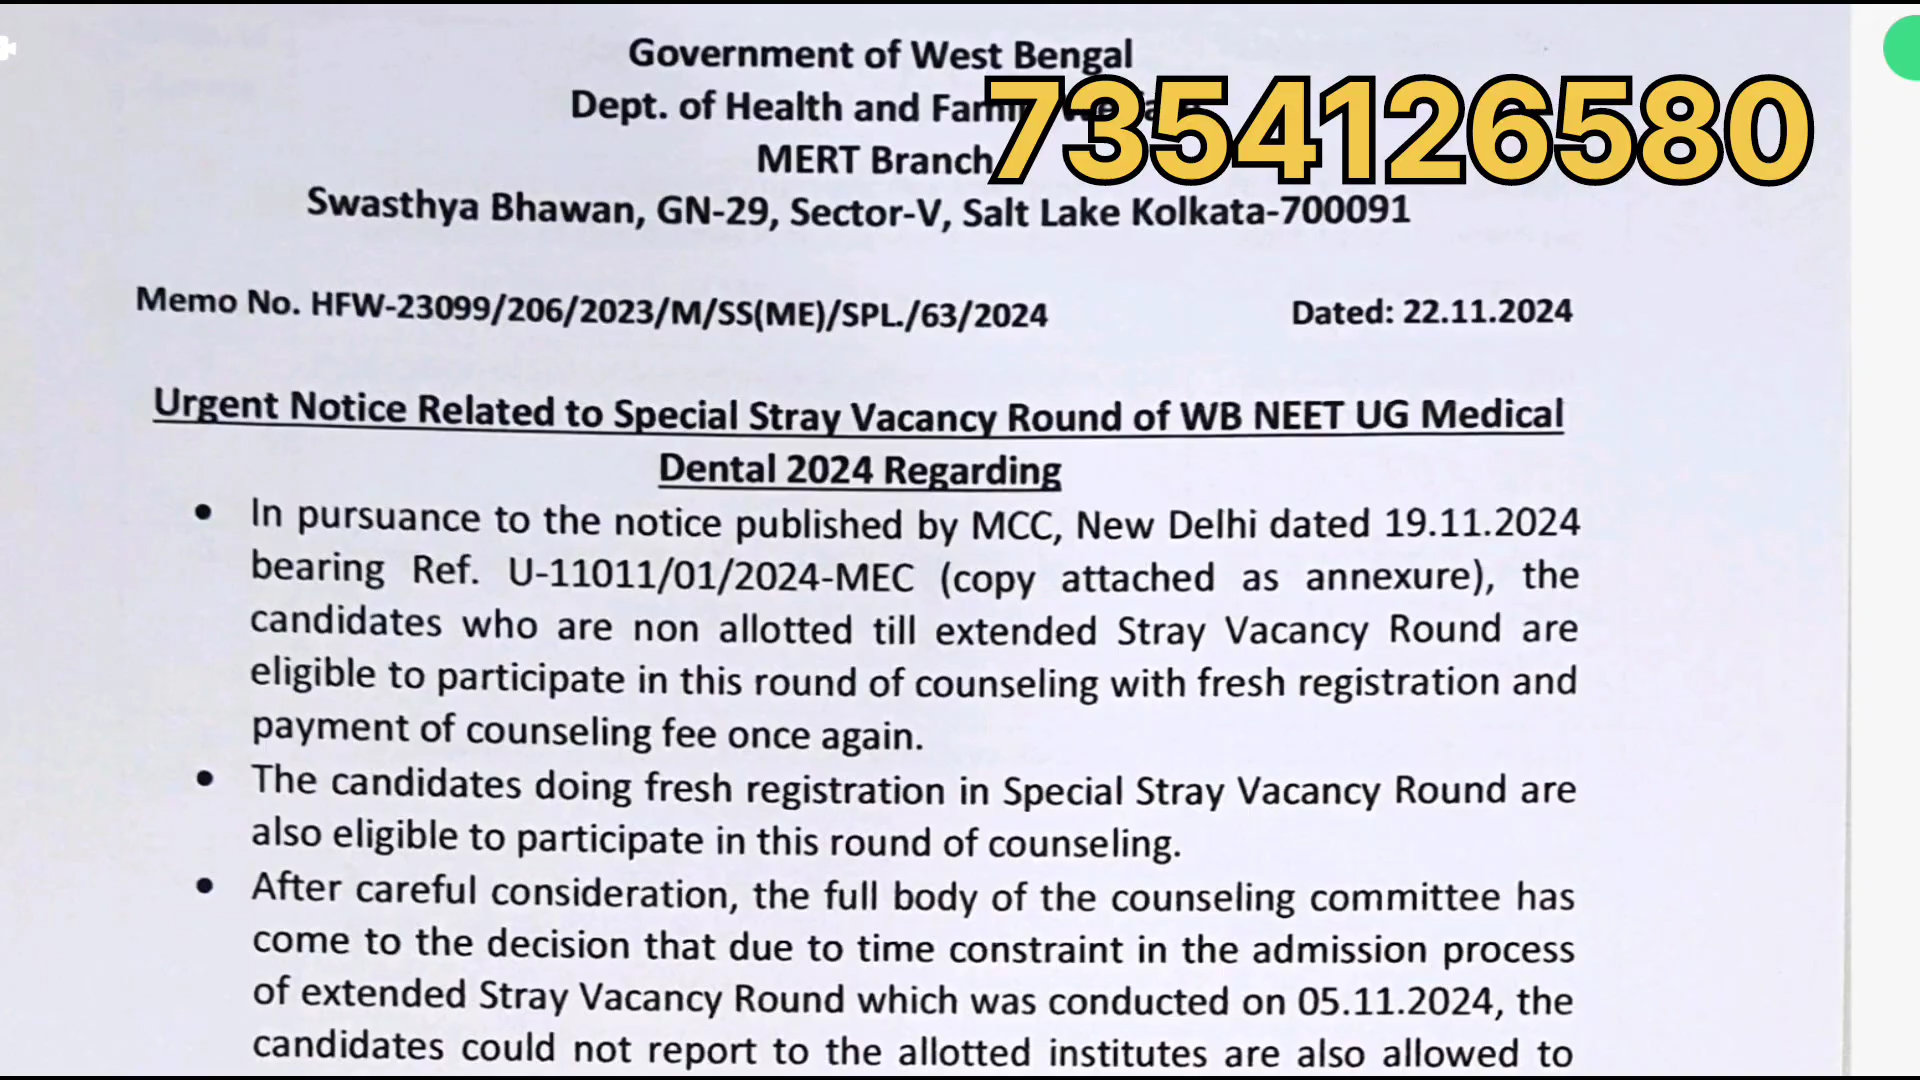 Government of West Bengal
Dept. of Health and Fam
7354126580
MERT Branch
Swasthya Bhawan, GN-29, Sector-V, Salt Lake Kolkata-700091
Memo No. HFW-23099/206/2023/M/SS(ME)/SPL./63/2024 Dated: 22.11.2024
Urgent Notice Related to Special Stray Vacancy Round of WB NEET UG Medical
Dental 2024 Regarding
• In pursuance to the notice published by MCC, New Delhi dated 19.11.2024
bearing Ref. U-11011/01/2024-MEC (copy attached as annexure), the
candidates who are non allotted till extended Stray Vacancy Round are
eligible to participate in this round of counseling with fresh registration and
payment of counseling fee once again.
• The candidates doing fresh registration in Special Stray Vacancy Round are
also eligible to participate in this round of counseling.
• After careful consideration, the full body of the counseling committee has
come to the decision that due to time constraint in the admission process
of extended Stray Vacancy Round which was conducted on 05.11.2024, the
candidates could not report to the allotted institutes are also allowed to